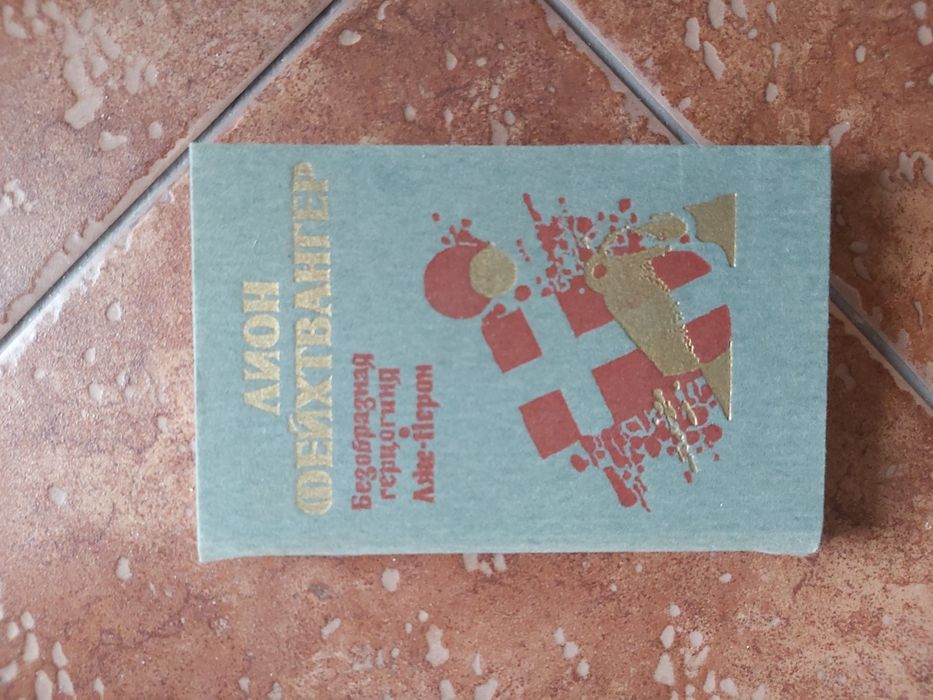 ЛИОН
ФЕЙХТВАНГЕР
Безобразная
герцогиня
•
Лже-Нерон